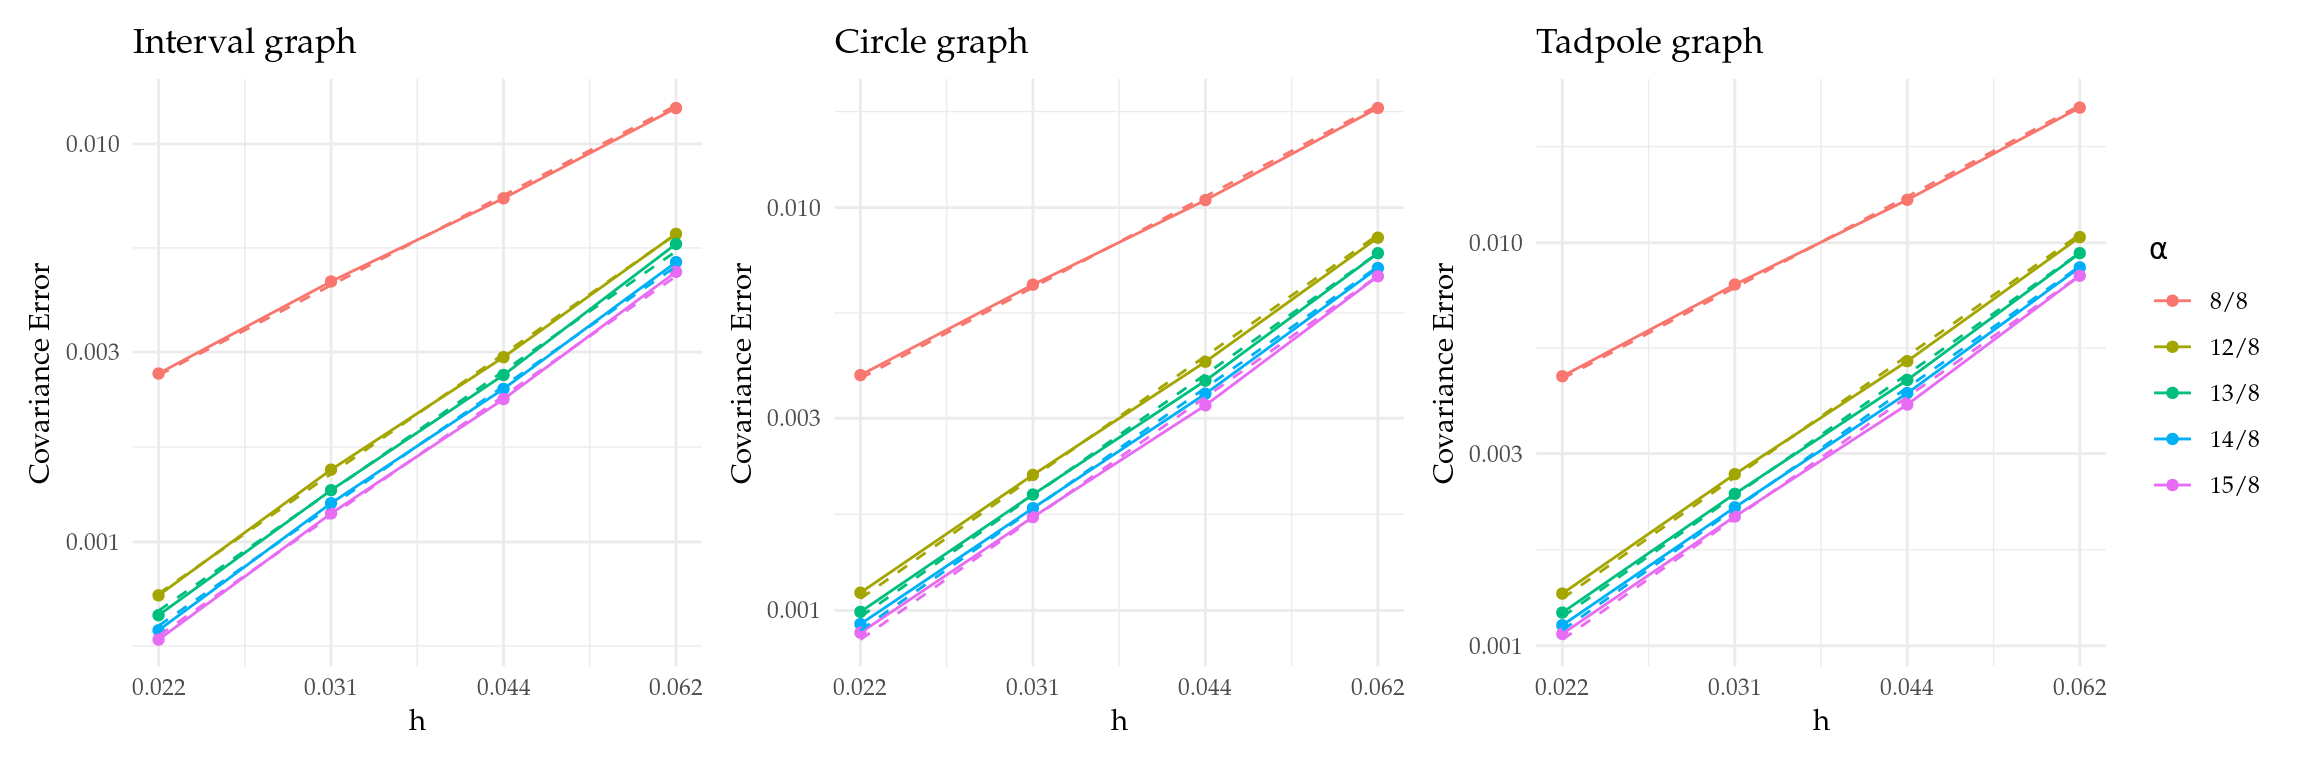 Interval graph
Circle graph
Tadpole graph
Covariance Error
0.010
0.003
0.001
0.022
0.031
0.044
0.062
h
Covariance Error
0.010
0.003
0.001
0.022
0.031
0.044
0.062
h
Covariance Error
0.010
0.003
0.001
0.022
0.031
0.044
0.062
h
α
8/8
12/8
13/8
14/8
15/8